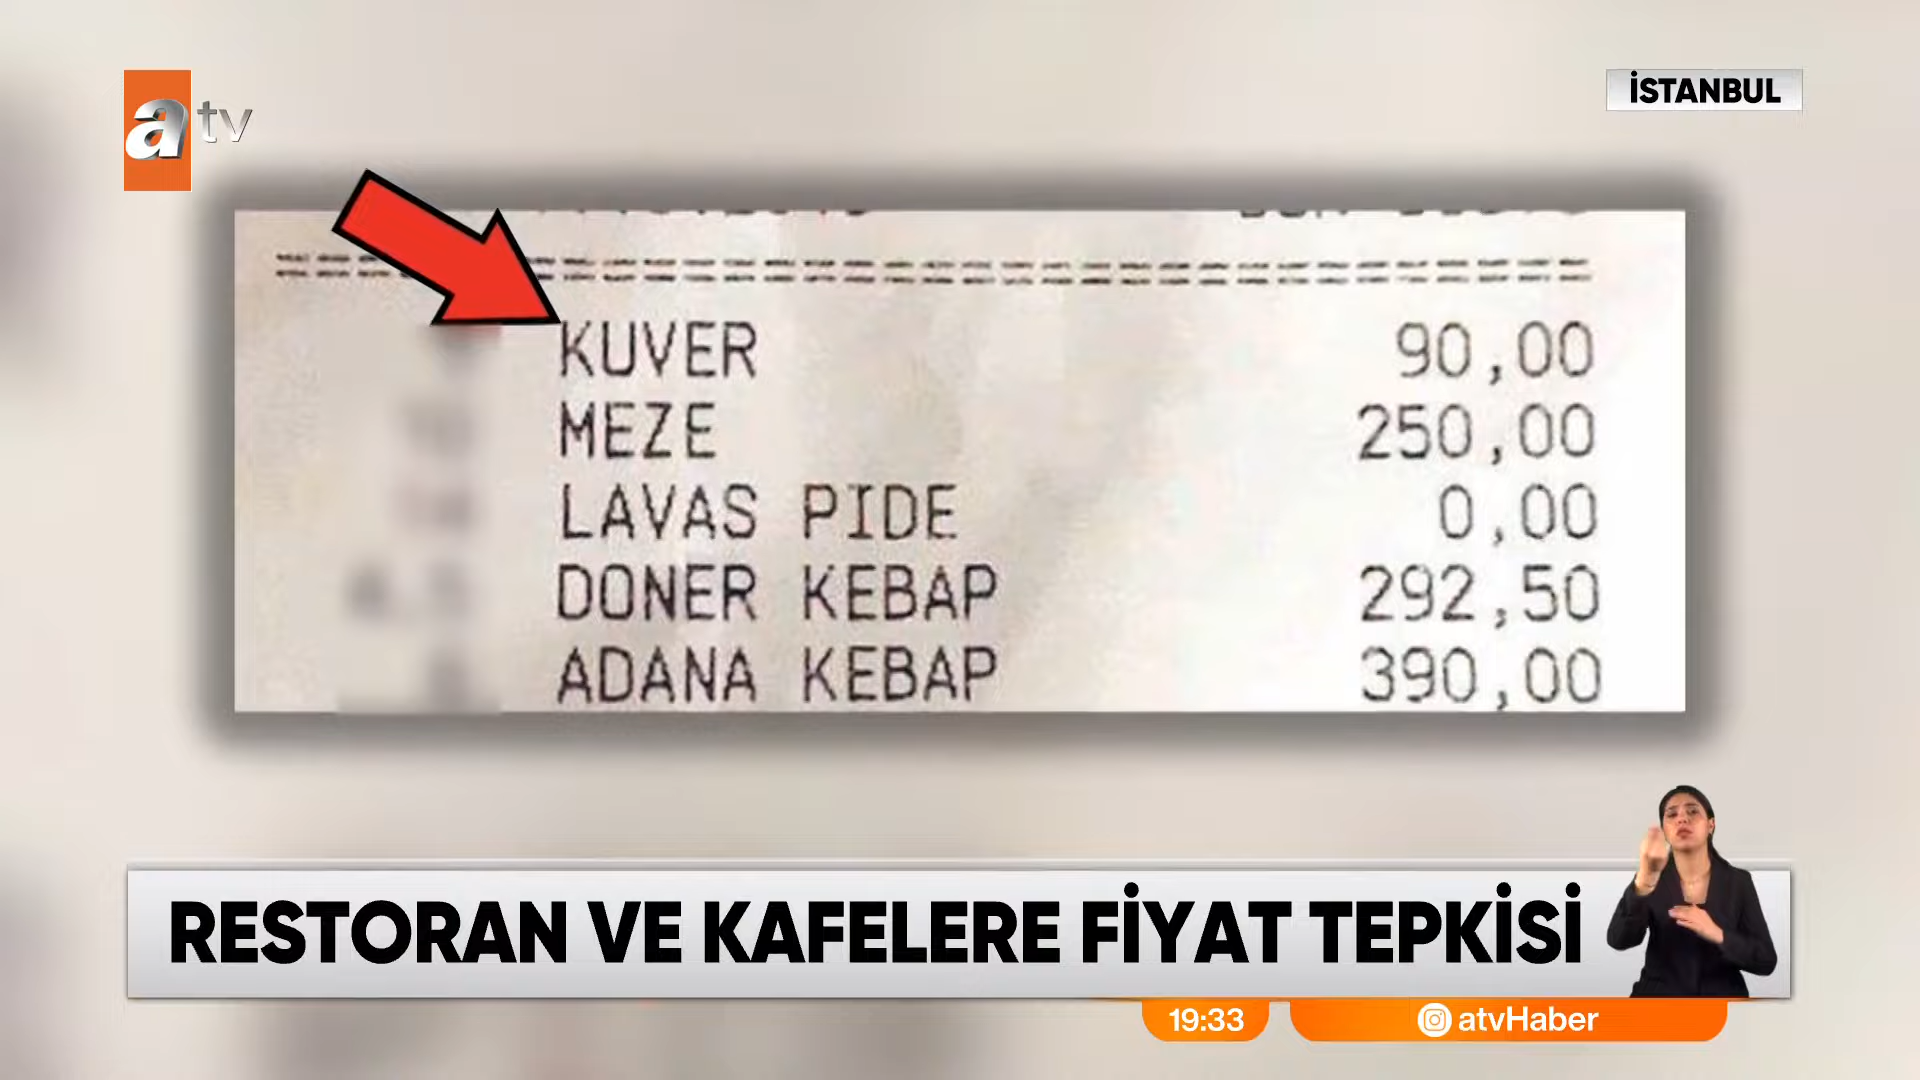 a tv
İSTANBUL
KUVER 90,00
MEZE 250,00
LAVAS PIDE 0,00
DONER KEBAP 292,50
ADANA KEBAP 390,00
RESTORAN VE KAFELERE FİYAT TEPKİSİ
19:33 atvHaber